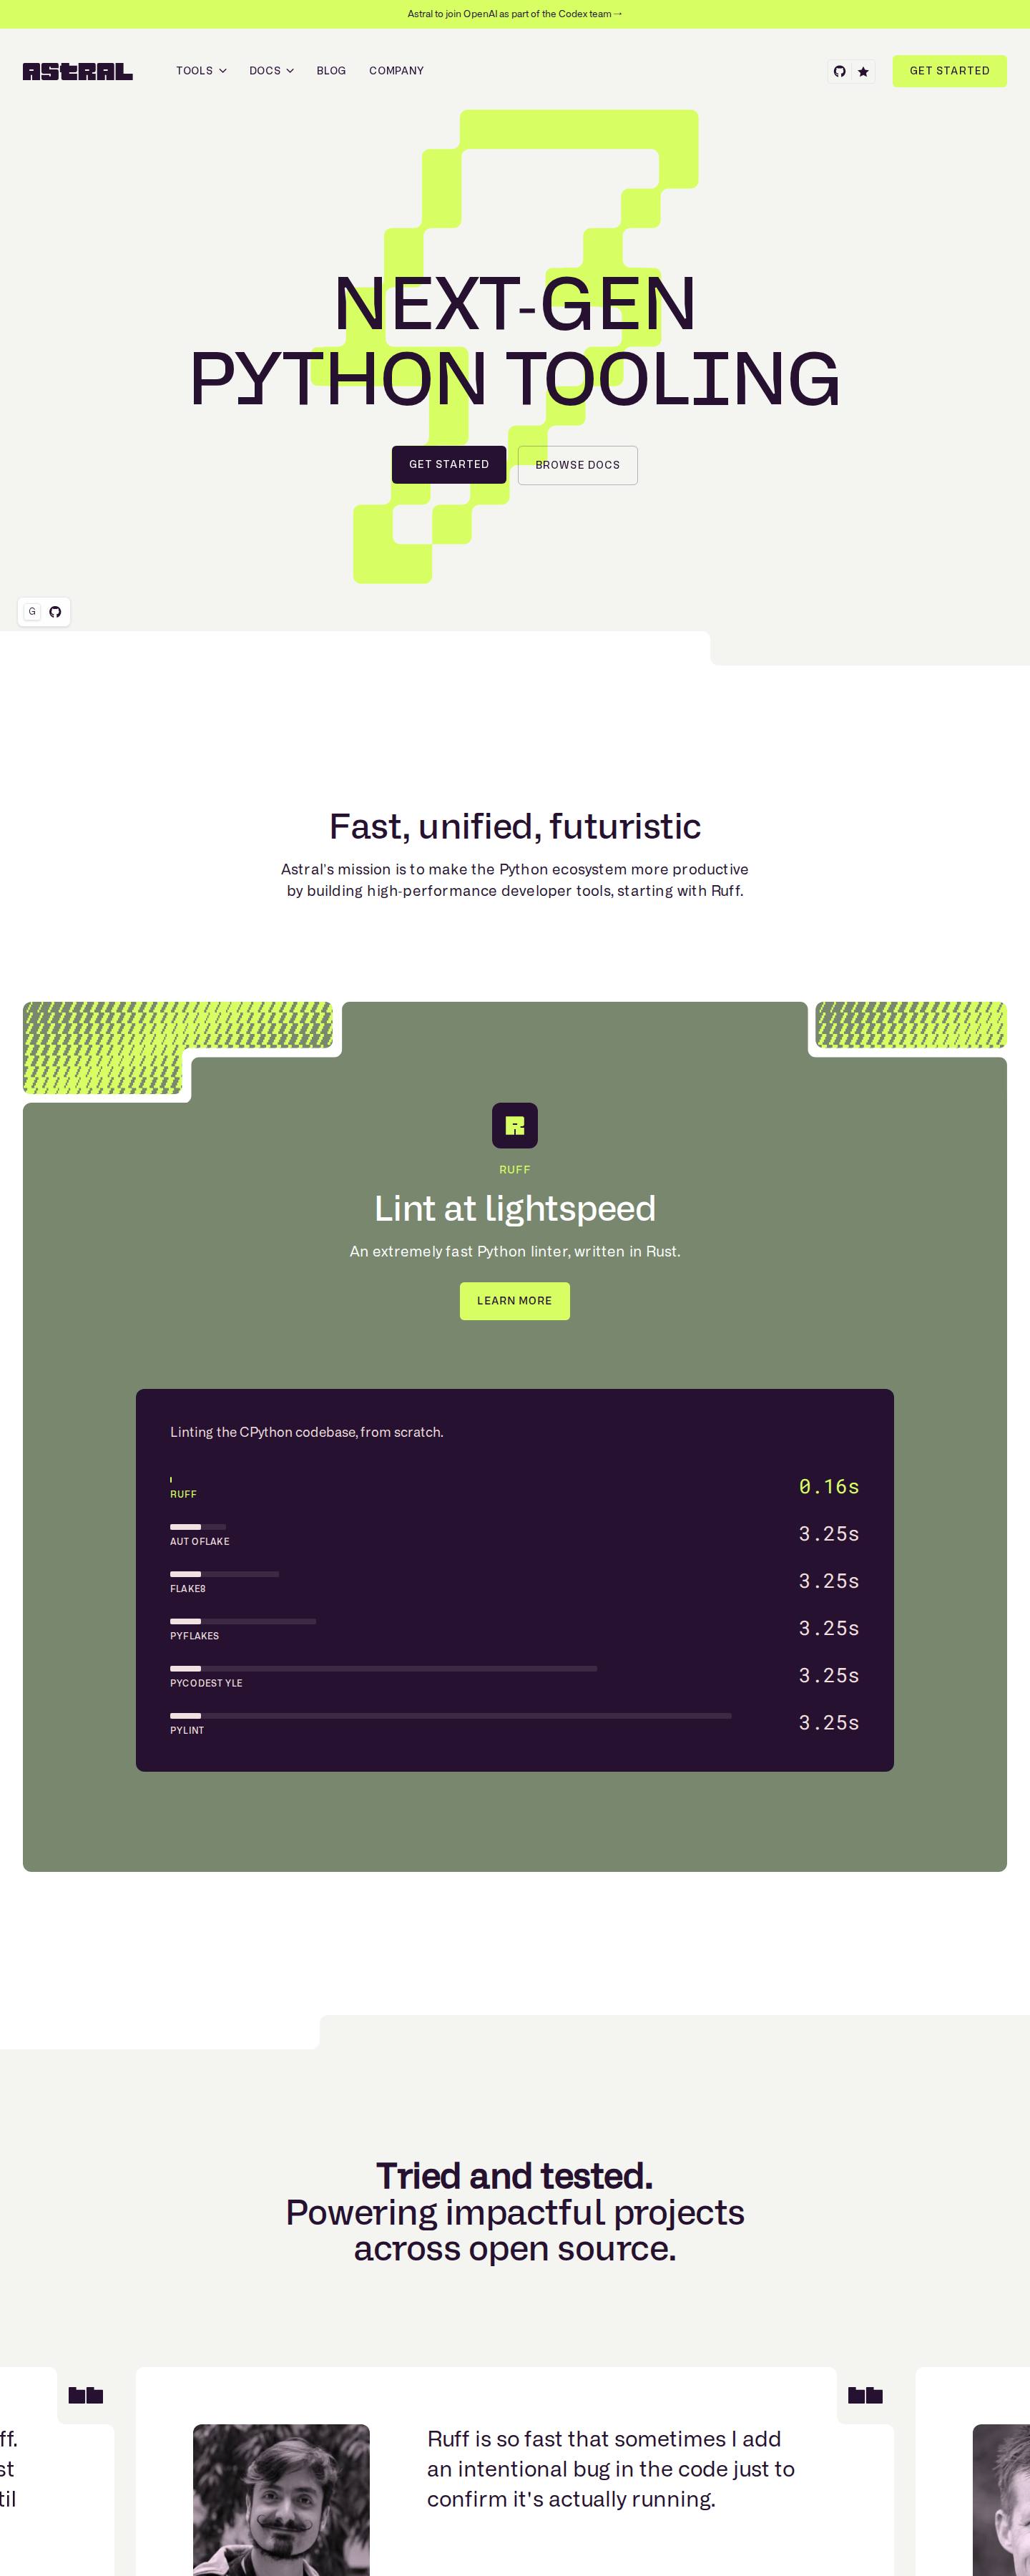 Astral to join OpenAI as part of the Codex team →
ASTRAL
TOOLS
DOCS
BLOG
COMPANY
GET STARTED
NEXT-GEN
PYTHON TOOLING
GET STARTED
BROWSE DOCS
G
Fast, unified, futuristic
Astral's mission is to make the Python ecosystem more productive
by building high-performance developer tools, starting with Ruff.
R
RUFF
Lint at lightspeed
An extremely fast Python linter, written in Rust.
LEARN MORE
Linting the CPython codebase, from scratch.
RUFF
0.16s
AUTOFLAKE
3.25s
FLAKE8
3.25s
PYFLAKES
3.25s
PYCODESTYLE
3.25s
PYLINT
3.25s
Tried and tested.
Powering impactful projects
across open source.
ff.
st
til
Ruff is so fast that sometimes I add
an intentional bug in the code just to
confirm it's actually running.